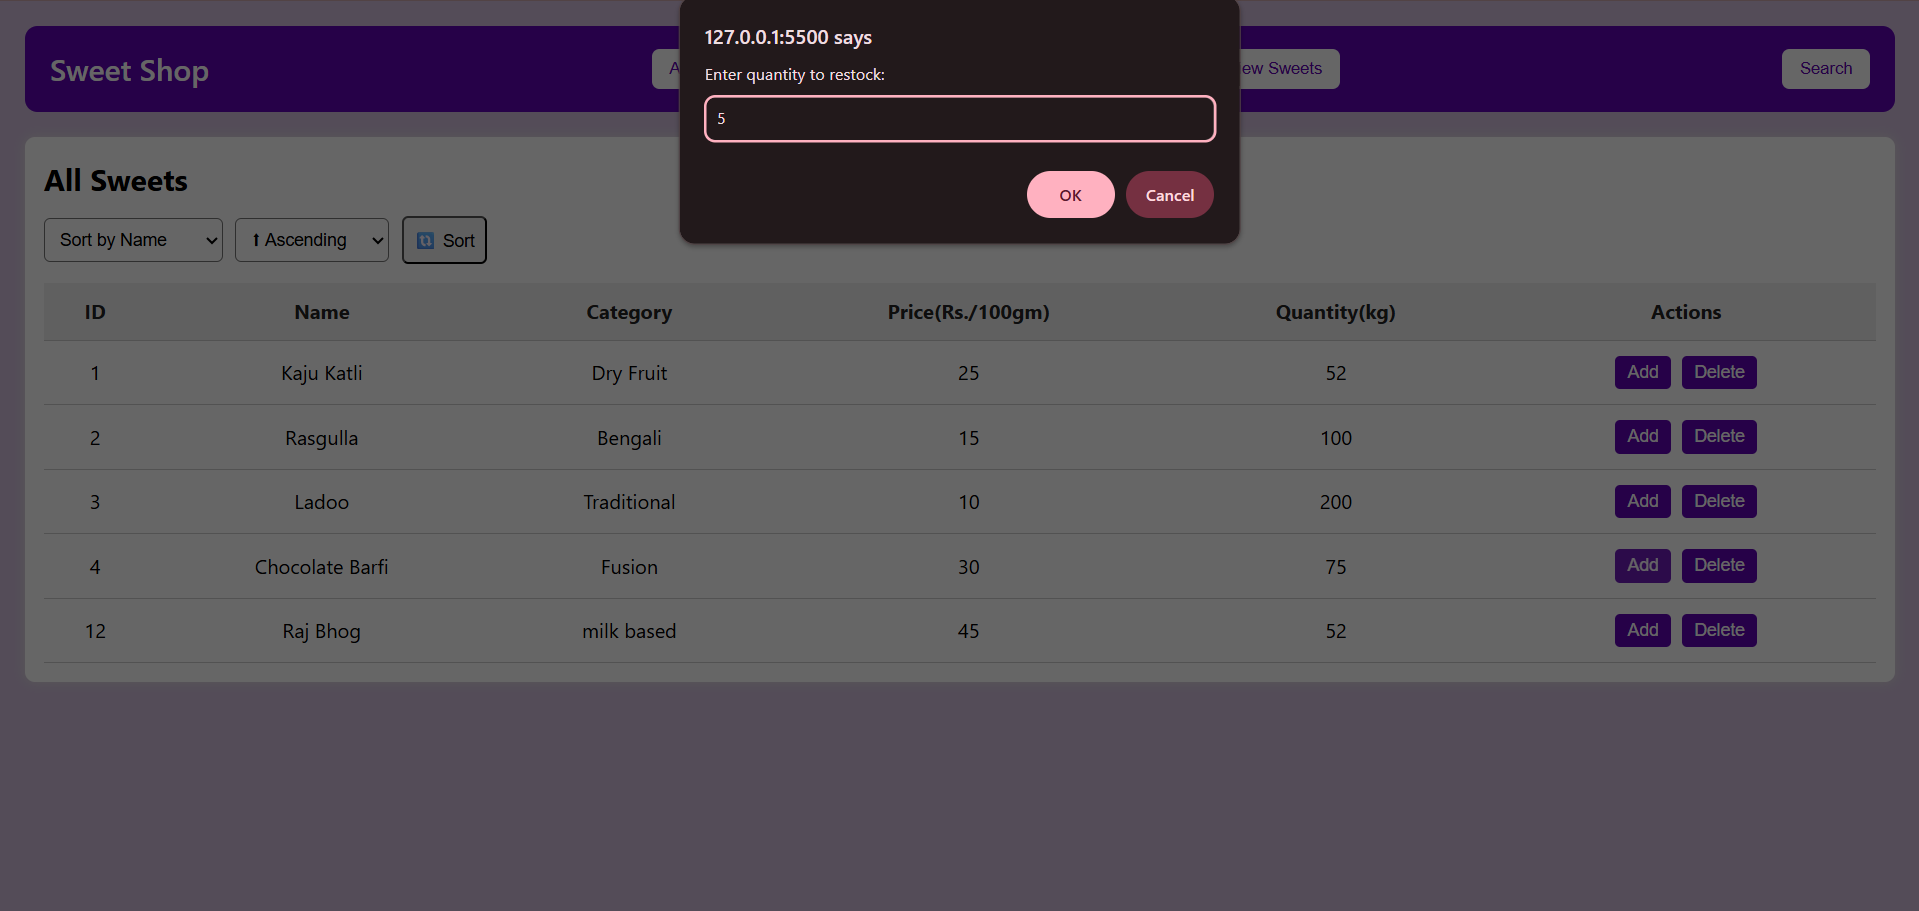 127.0.0.1:5500 says
Enter quantity to restock:
5
OK Cancel
Sweet Shop
Sweets
Search
All Sweets
Sort by Name
⬆ Ascending
🔃 Sort
ID Name Category Price(Rs./100gm) Quantity(kg) Actions
1 Kaju Katli Dry Fruit 25 52 Add Delete
2 Rasgulla Bengali 15 100 Add Delete
3 Ladoo Traditional 10 200 Add Delete
4 Chocolate Barfi Fusion 30 75 Add Delete
12 Raj Bhog milk based 45 52 Add Delete